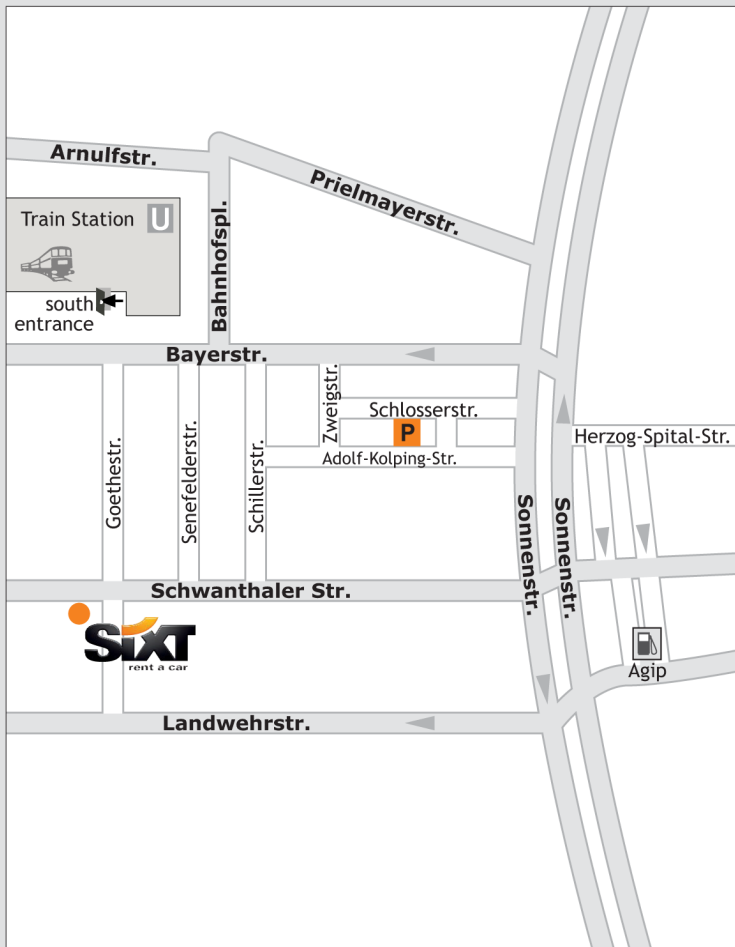 Arnulfstr.
Prielmayerstr.
Train Station U
Bahnhofspl.
south
entrance
Bayerstr.
Zweigstr.
Schlosserstr.
P
Herzog-Spital-Str.
Adolf-Kolping-Str.
Goethestr.
Senefelderstr.
Schillerstr.
Sonnenstr.
Sonnenstr.
Schwanthaler Str.
SIXT
rent a car
Agip
Landwehrstr.